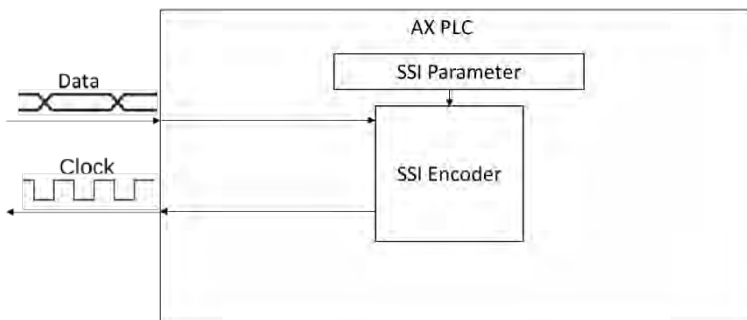 AX PLC
SSI Parameter
Data
Clock
SSI Encoder